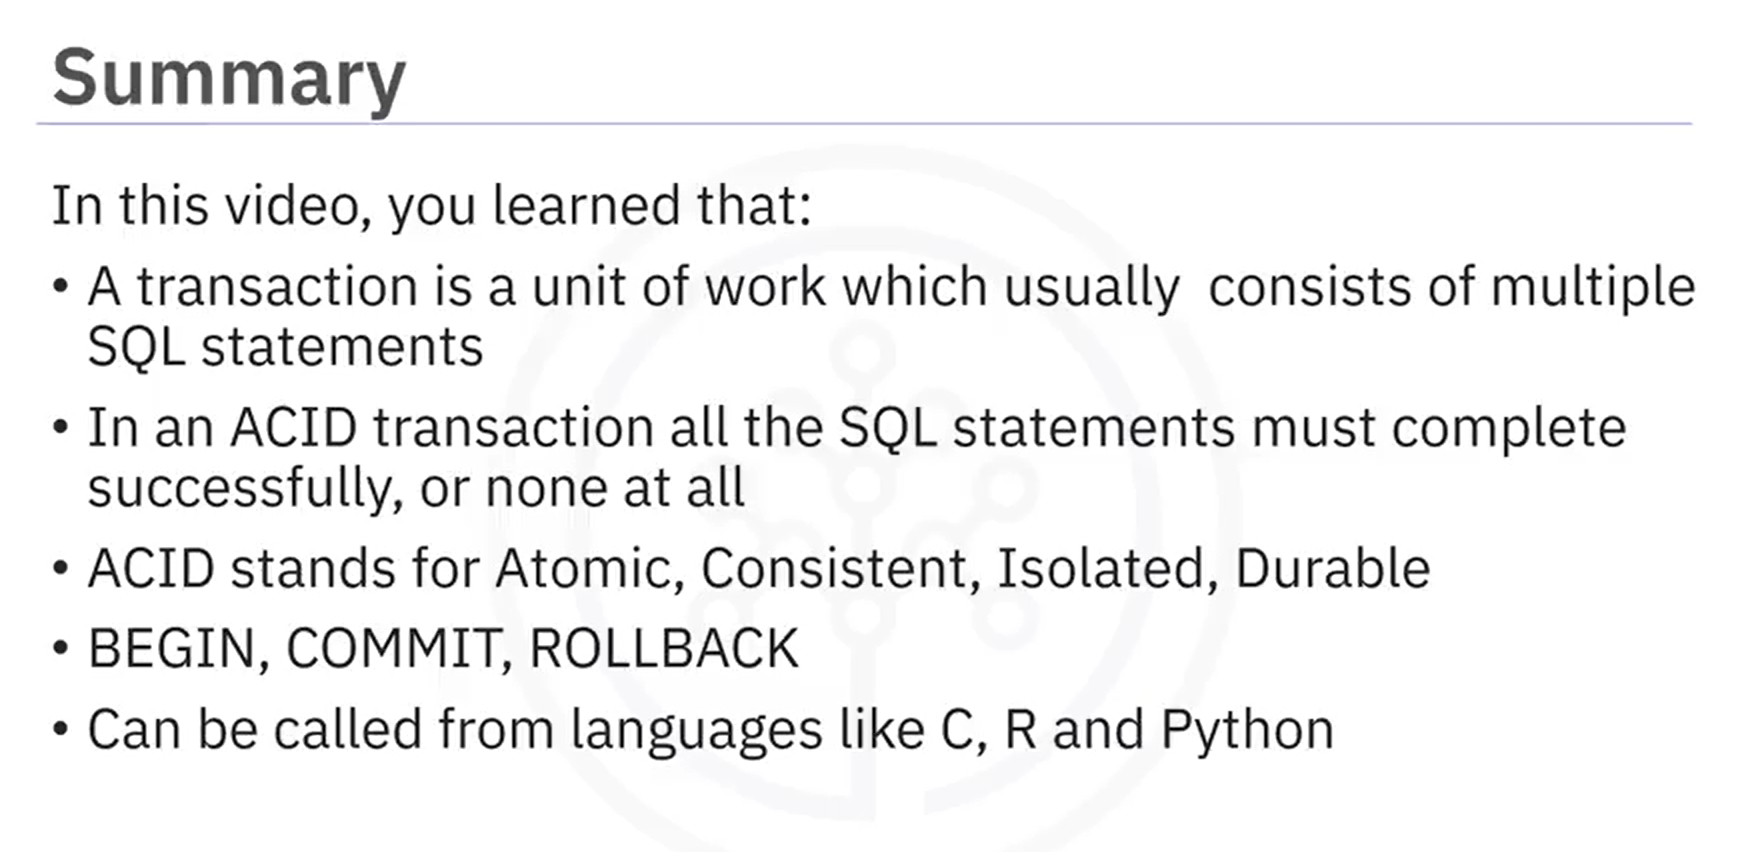 Summary
In this video, you learned that:
• A transaction is a unit of work which usually  consists of multiple
SQL statements
• In an ACID transaction all the SQL statements must complete
successfully, or none at all
• ACID stands for Atomic, Consistent, Isolated, Durable
• BEGIN, COMMIT, ROLLBACK
• Can be called from languages like C, R and Python